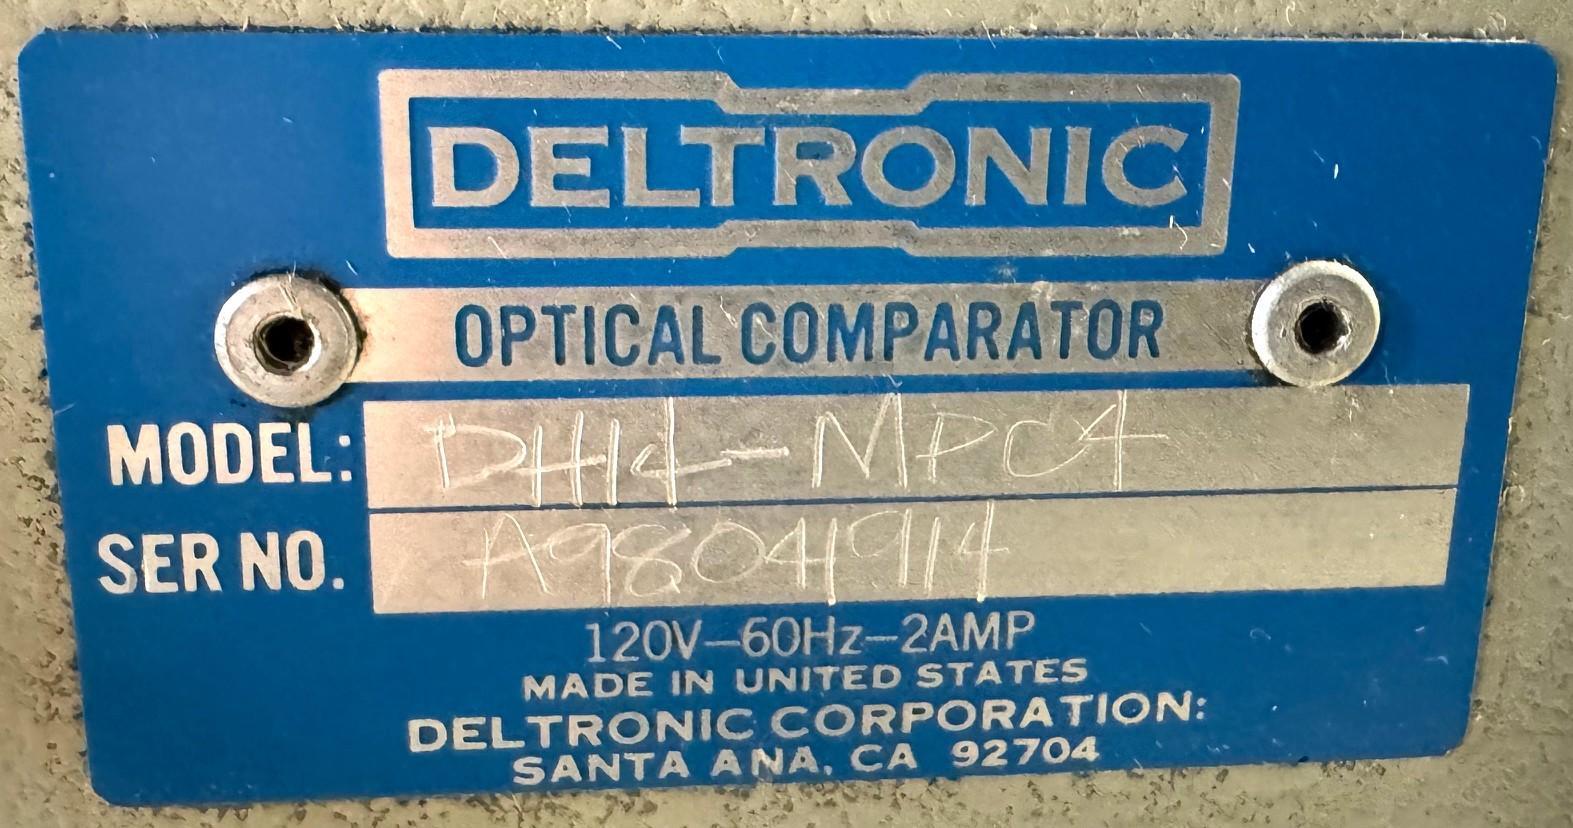 DELTRONIC
OPTICAL COMPARATOR
MODEL: DH14-MPC4
SER NO. A98041914
120V-60Hz-2AMP
MADE IN UNITED STATES
DELTRONIC CORPORATION:
SANTA ANA, CA 92704